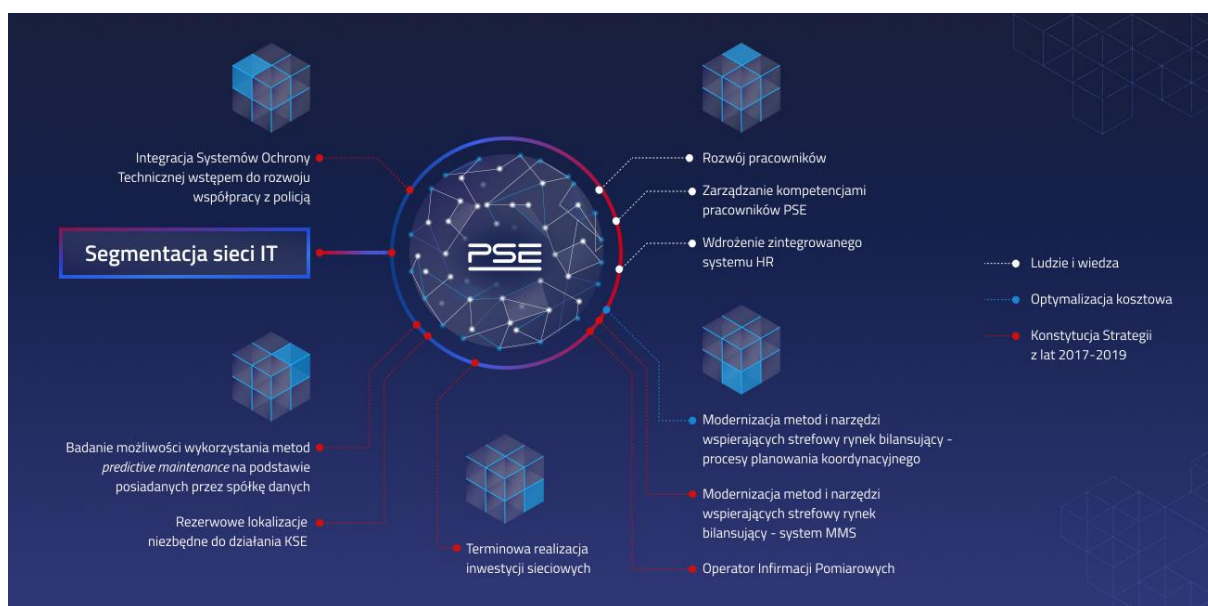 Integracja Systemów Ochrony
Technicznej wstępem do rozwoju
współpracy z policją
Segmentacja sieci IT
Badanie możliwości wykorzystania metod
predictive maintenance na podstawie
posiadanych przez spółkę danych
Rezerwowe lokalizacje
niezbędne do działania KSE
PSE
Terminowa realizacja
inwestycji sieciowych
Rozwój pracowników
Zarządzanie kompetencjami
pracowników PSE
Wdrożenie zintegrowanego
systemu HR
Modernizacja metod i narzędzi
wspierających strefowy rynek bilansujący -
procesy planowania koordynacyjnego
Modernizacja metod i narzędzi
wspierających strefowy rynek
bilansujący - system MMS
Operator Infirmacji Pomiarowych
Ludzie i wiedza
Optymalizacja kosztowa
Konstytucja Strategii
z lat 2017-2019